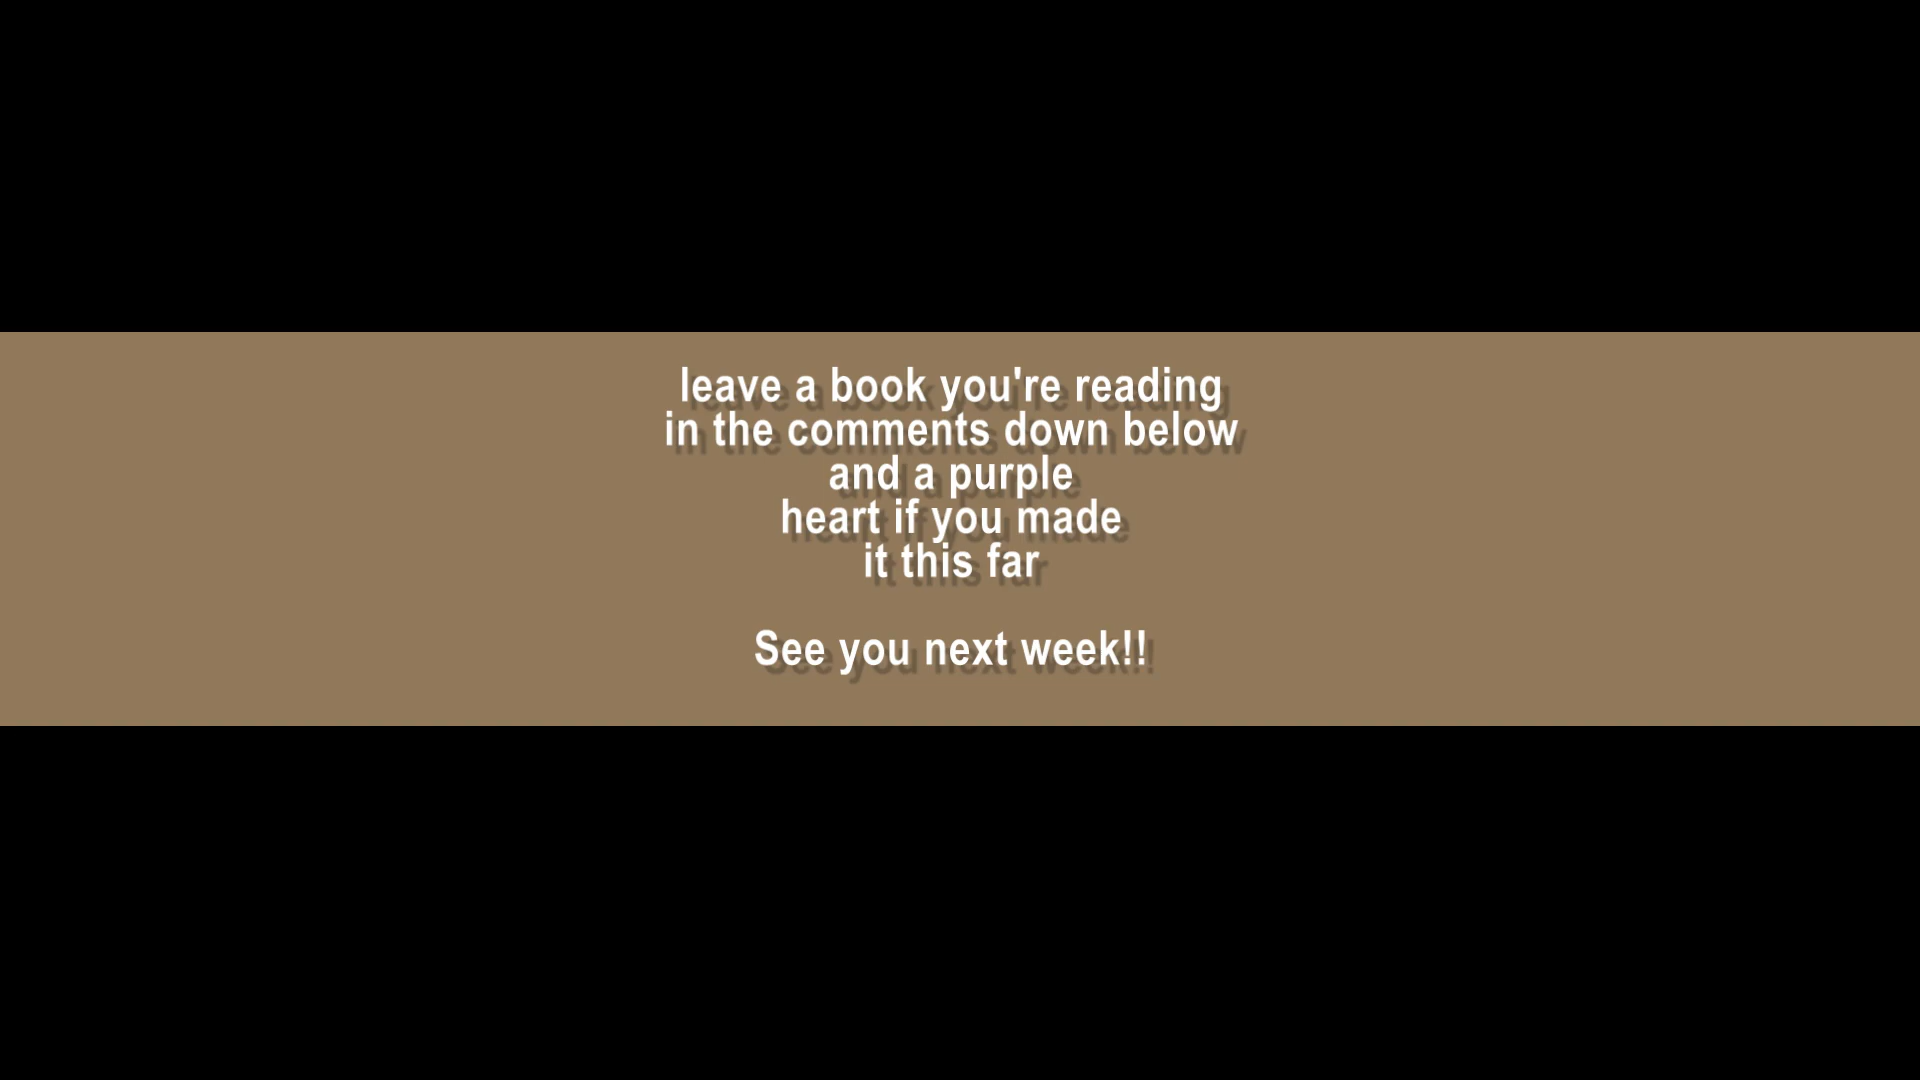 leave a book you're reading
in the comments down below
and a purple
heart if you made
it this far
See you next week!!